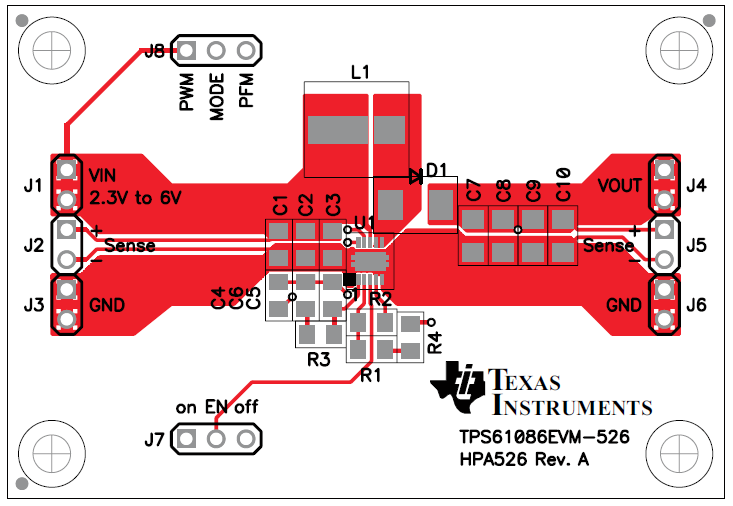 L1
J8
PWM
MODE
PFM
D1
J1
VIN
2.3V to 6V
C1
C2
C3
U1
C7
C8
C9
C10
VOUT
J4
J2
+
Sense
-
Sense
+
-
J5
J3
GND
C4
C6
C5
1
R2
GND
J6
R3
R1
R4
on EN off
J7
TEXAS
INSTRUMENTS
TPS61086EVM-526
HPA526 Rev. A